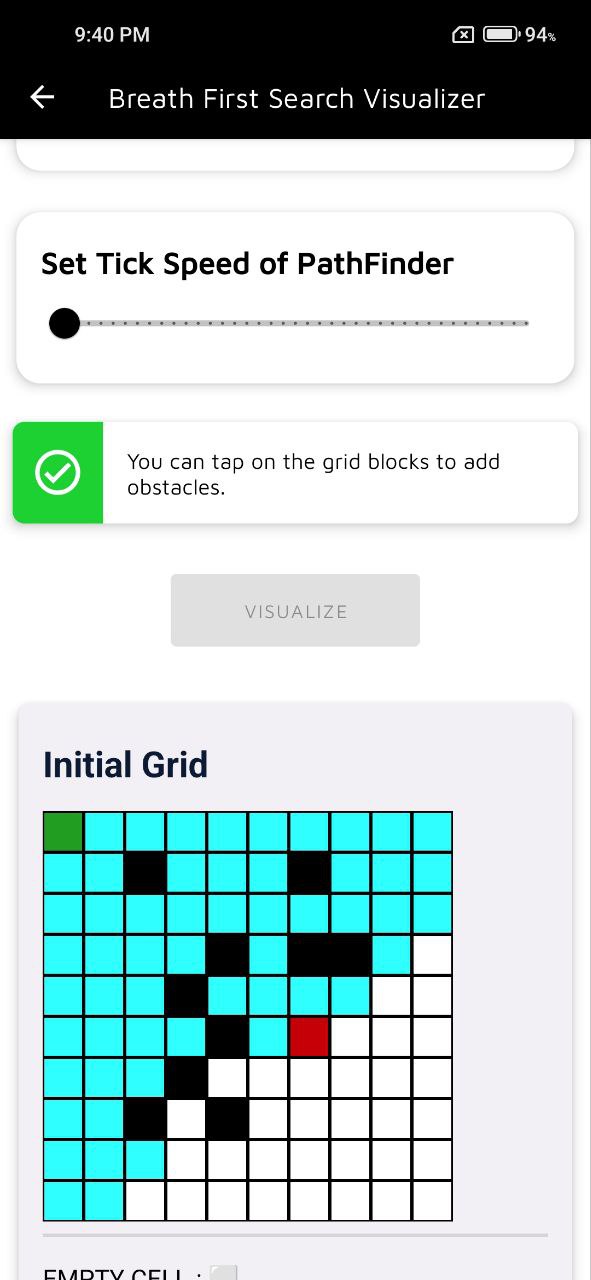 9:40 PM
94%
Breath First Search Visualizer
Set Tick Speed of PathFinder
You can tap on the grid blocks to add
obstacles.
VISUALIZE
Initial Grid
EMPTY CELL :